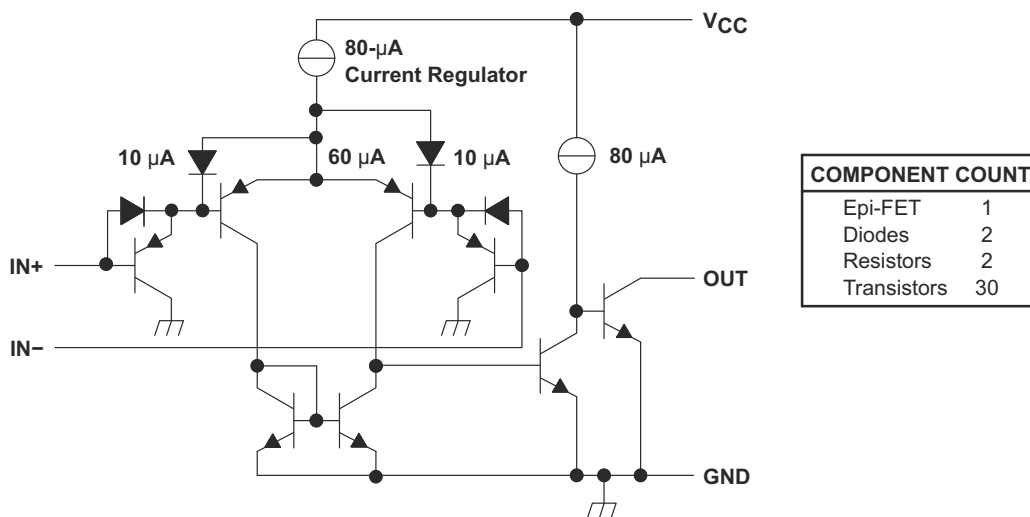 VCC
80-µA
Current Regulator
10 µA
60 µA
10 µA
80 µA
IN+
OUT
IN−
GND
COMPONENT COUNT
Epi-FET 1
Diodes 2
Resistors 2
Transistors 30